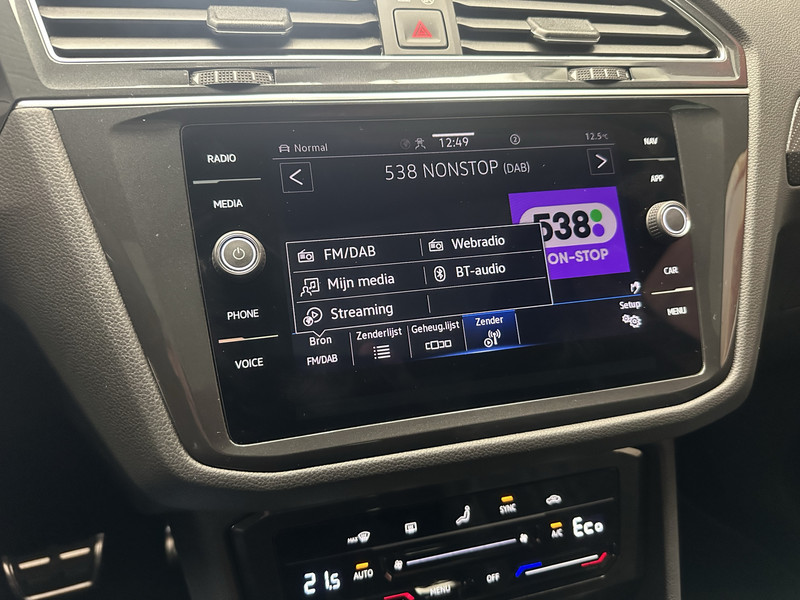 RADIO
MEDIA
PHONE
VOICE
Normal
12:49
2
12.5°C
< 538 NONSTOP (DAB) >
538
ON-STOP
FM/DAB
Webradio
Mijn media
BT-audio
Streaming
Bron
FM/DAB
Zenderlijst
Geheug.lijst
Zender
Setup
NAV
APP
CAR
MENU
MAX
SYNC
A/C
Eco
21,5
AUTO
MENU
OFF